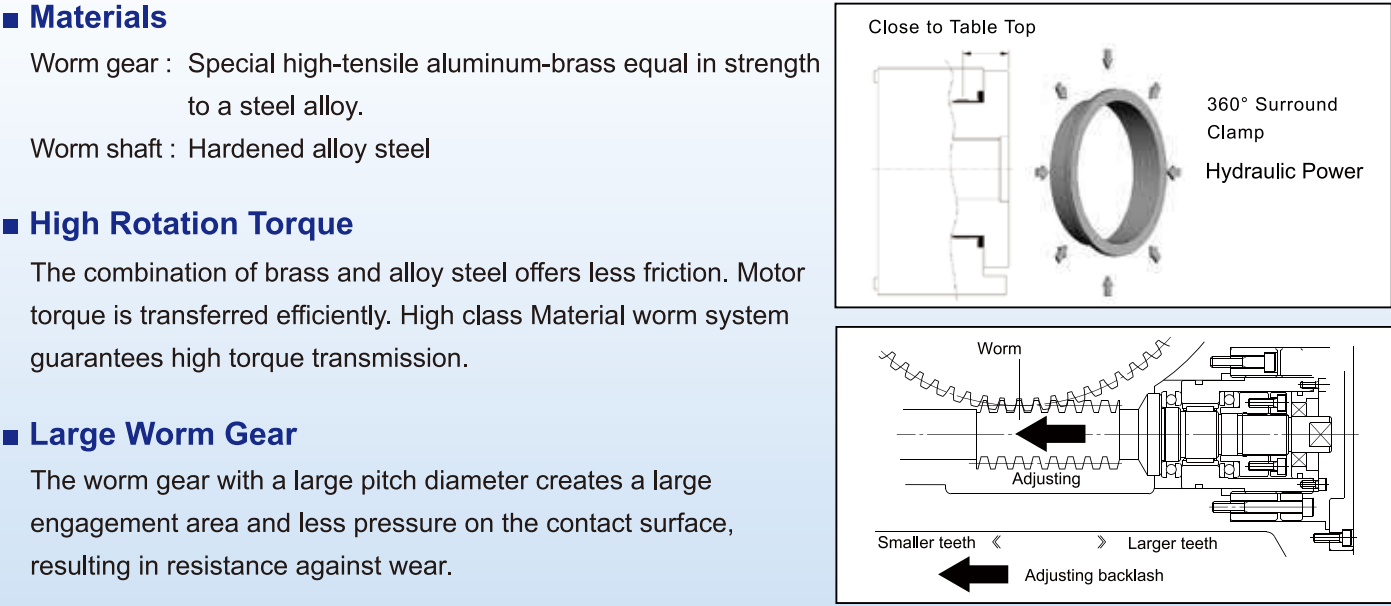 Materials
Worm gear : Special high-tensile aluminum-brass equal in strength
to a steel alloy.
Worm shaft : Hardened alloy steel
High Rotation Torque
The combination of brass and alloy steel offers less friction. Motor
torque is transferred efficiently. High class Material worm system
guarantees high torque transmission.
Large Worm Gear
The worm gear with a large pitch diameter creates a large
engagement area and less pressure on the contact surface,
resulting in resistance against wear.
Close to Table Top
360° Surround
Clamp
Hydraulic Power
Worm
Adjusting
Smaller teeth 《 》 Larger teeth
Adjusting backlash